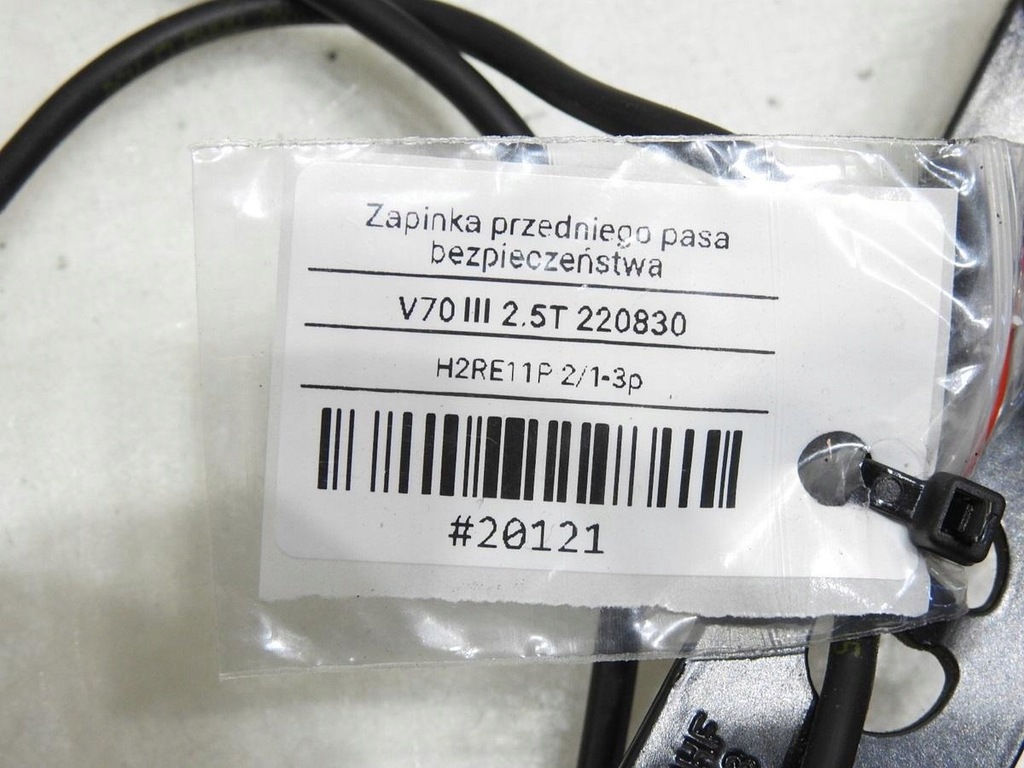 Zapinka przedniego pasa
bezpieczeństwa
V70 III 2.5T 220830
H2RE11P 2/1-3p
#20121